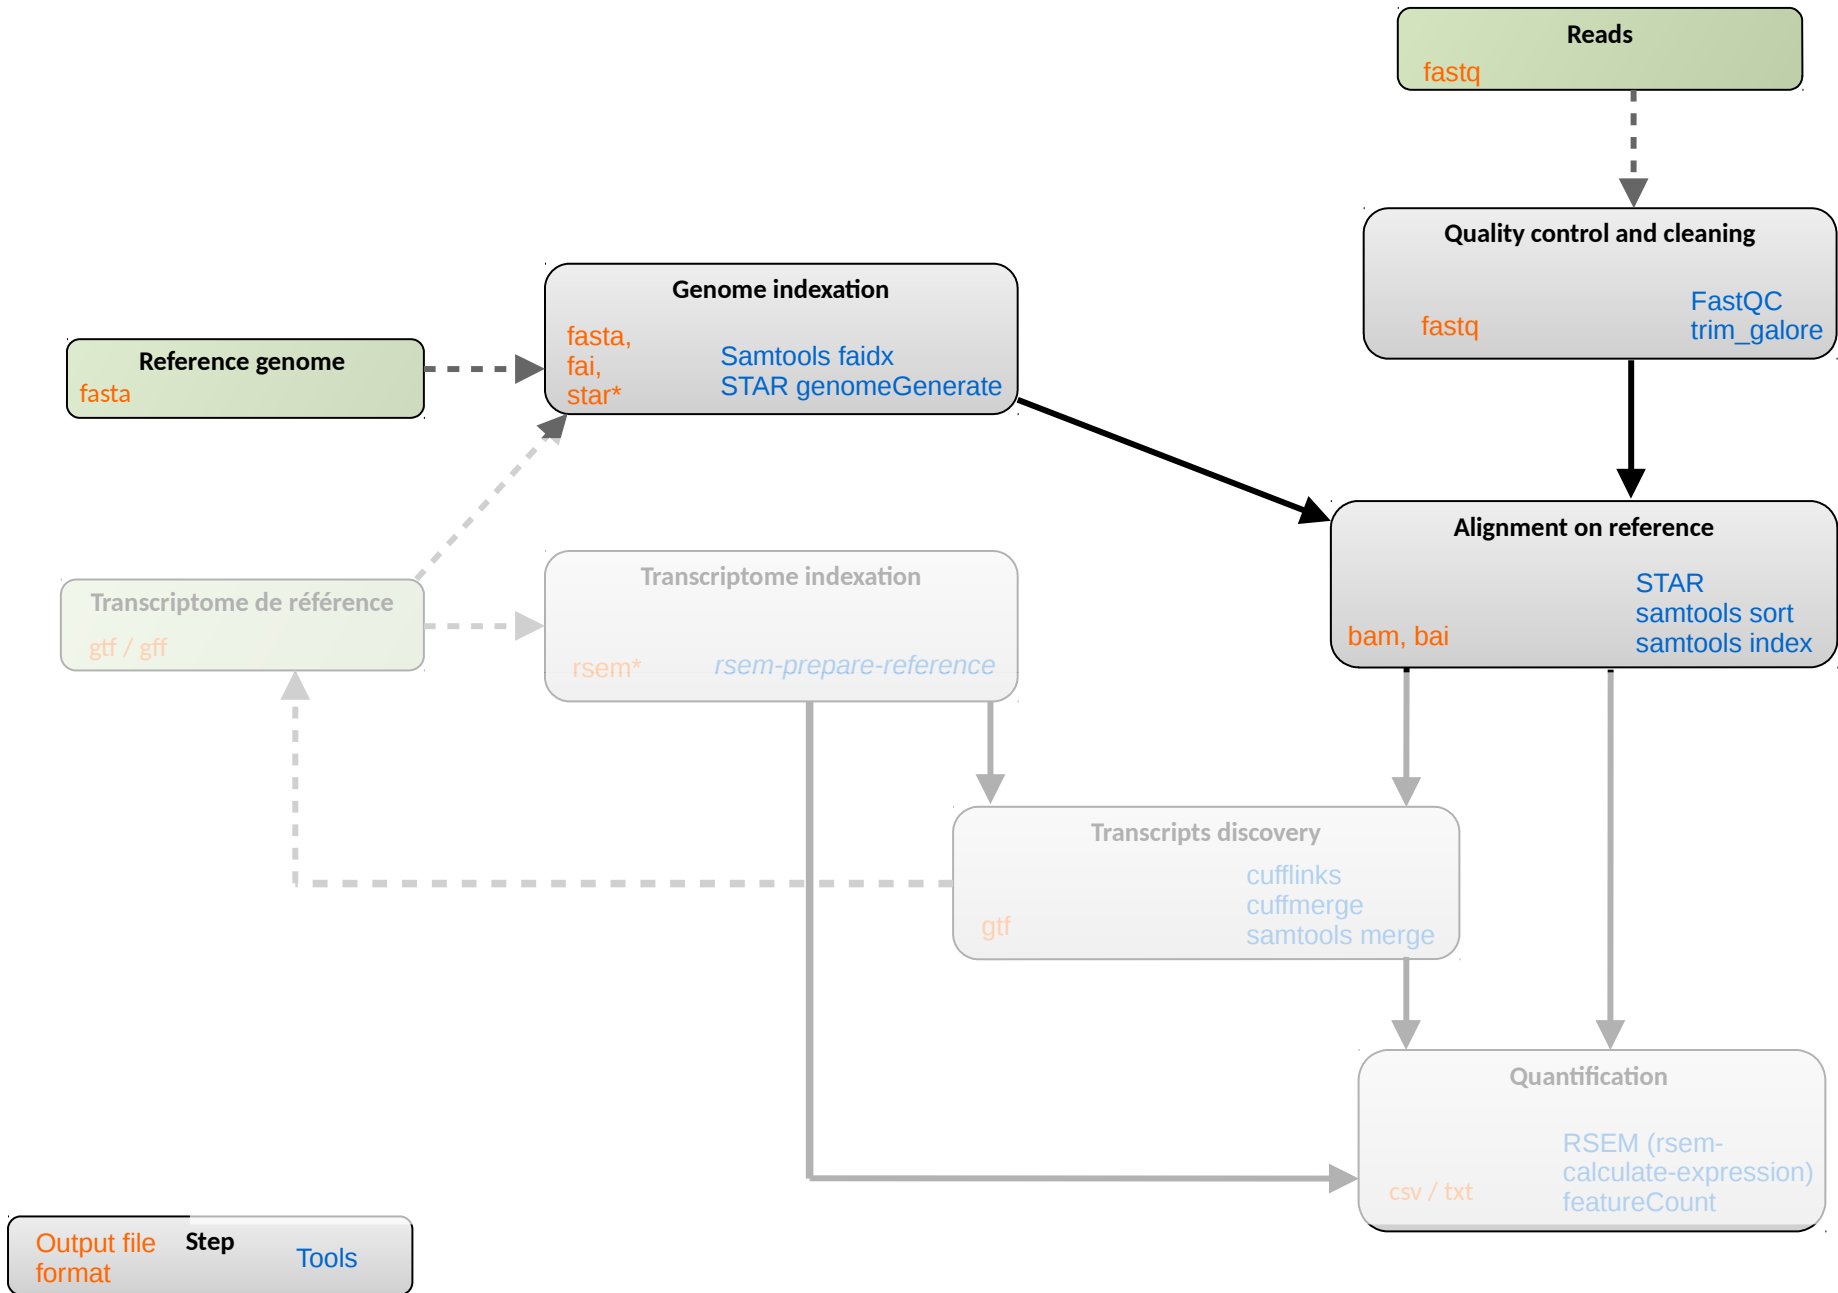 Reads
fastq
Quality control and cleaning
fastq
FastQC
trim_galore
Genome indexation
fasta,
fai,
star*
Samtools faidx
STAR genomeGenerate
Reference genome
fasta
Alignment on reference
bam, bai
STAR
samtools sort
samtools index
Transcriptome indexation
rsem*
rsem-prepare-reference
Transcriptome de référence
gtf / gff
Transcripts discovery
gtf
cufflinks
cuffmerge
samtools merge
Quantification
csv / txt
RSEM (rsem-
calculate-expression)
featureCount
Output file
format
Step
Tools